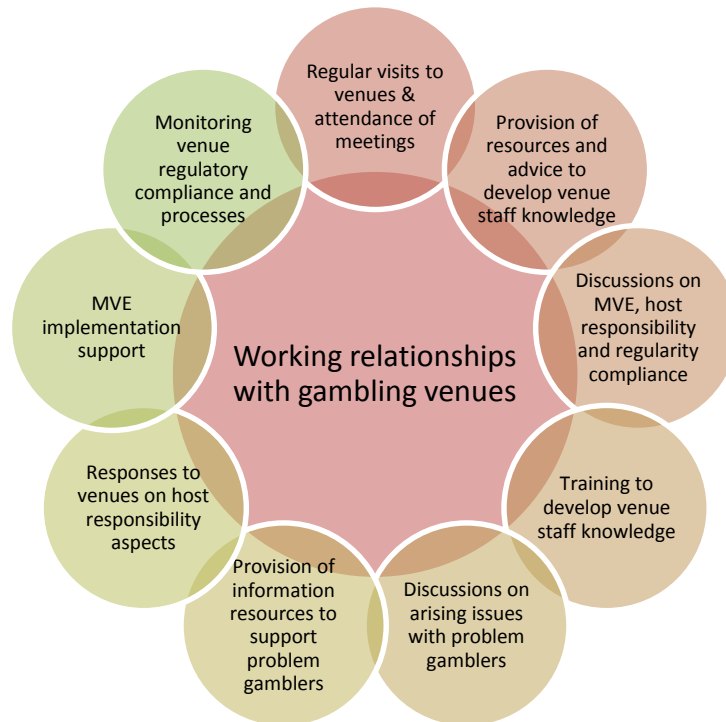 Regular visits to
venues &
attendance of
meetings
Provision of
resources and
advice to
develop venue
staff knowledge
Discussions on
MVE, host
responsibility
and regularity
compliance
Training to
develop venue
staff knowledge
Discussions on
arising issues
with problem
gamblers
Provision of
information
resources to
support
problem
gamblers
Responses to
venues on host
responsibility
aspects
MVE
implementation
support
Monitoring
venue
regulatory
compliance and
processes
Working relationships
with gambling venues